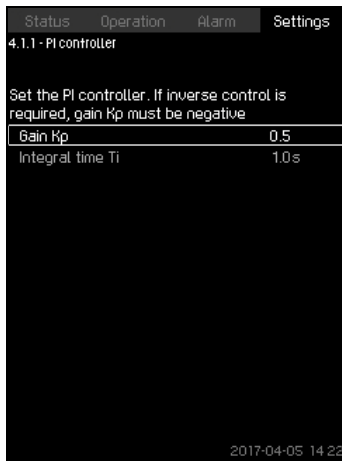 Status Operation Alarm Settings
4.1.1 - PI controller
Set the PI controller. If inverse control is
required, gain Kp must be negative
Gain Kp 0.5
Integral time Ti 1.0s
2017-04-05 14:22